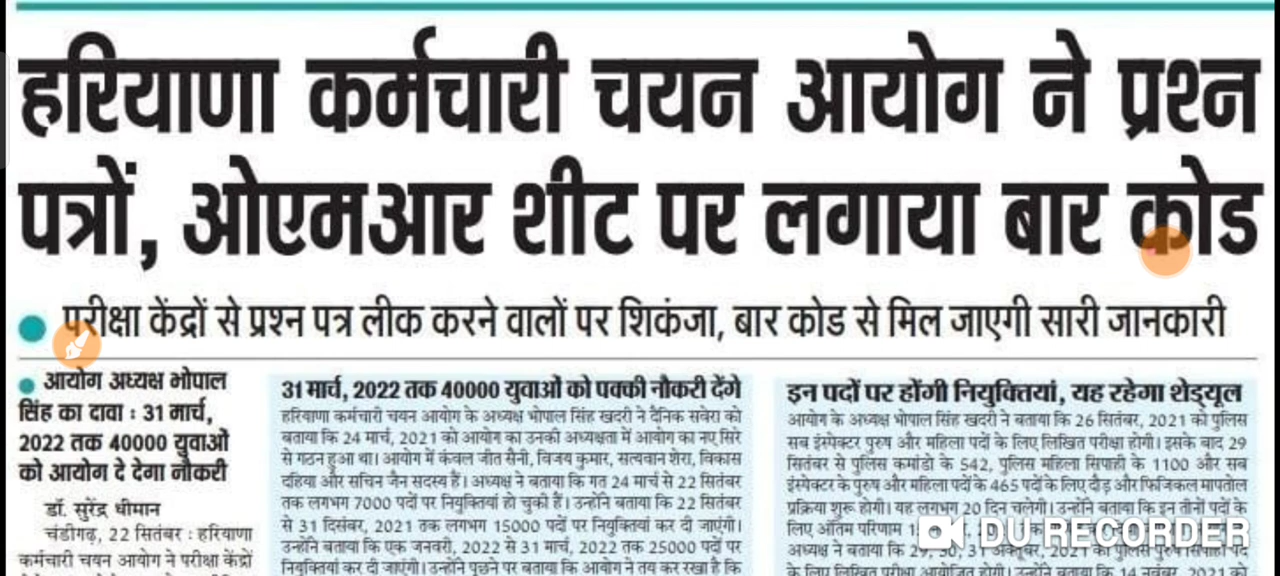 हरियाणा कर्मचारी चयन आयोग ने प्रश्न
पत्रों, ओएमआर शीट पर लगाया बार कोड
परीक्षा केंद्रों से प्रश्न पत्र लीक करने वालों पर शिकंजा, बार कोड से मिल जाएगी सारी जानकारी
आयोग अध्यक्ष भोपाल
सिंह का दावा : 31 मार्च,
2022 तक 40000 युवाओं
को आयोग दे देगा नौकरी
डॉ. सुरेंद्र धीमान
चंडीगढ़, 22 सितंबर : हरियाणा
कर्मचारी चयन आयोग ने परीक्षा केंद्रों
31 मार्च, 2022 तक 40000 युवाओं को पक्की नौकरी देंगे
हरियाणा कर्मचारी चयन आयोग के अध्यक्ष भोपाल सिंह खदरी ने दैनिक सवेरा को
बताया कि 24 मार्च, 2021 को आयोग का उनकी अध्यक्षता में आयोग का नए सिरे
से गठन हुआ था। आयोग में कंवल जीत सैनी, विजय कुमार, सत्यवान शेरा, विकास
दहिया और सचिन जैन सदस्य हैं। अध्यक्ष ने बताया कि गत 24 मार्च से 22 सितंबर
तक लगभग 7000 पदों पर नियुक्तियां हो चुकी हैं। उन्होंने बताया कि 22 सितंबर
से 31 दिसंबर, 2021 तक लगभग 15000 पदों पर नियुक्तियां कर दी जाएंगी।
उन्होंने बताया कि एक जनवरी, 2022 से 31 मार्च, 2022 तक 25000 पदों पर
नियुक्तियां कर दी जाएंगी। उन्होंने पूछने पर बताया कि आयोग ने तय कर रखा है कि
इन पदों पर होंगी नियुक्तियां, यह रहेगा शेड्यूल
आयोग के अध्यक्ष भोपाल सिंह खदरी ने बताया कि 26 सितंबर, 2021 को पुलिस
सब इंस्पेक्टर पुरुष और महिला पदों के लिए लिखित परीक्षा होगी। इसके बाद 29
सितंबर से पुलिस कमांडो के 542, पुलिस महिला सिपाही के 1100 और सब
इंस्पेक्टर के पुरुष और महिला पदों के 465 पदों के लिए दौड़ और फिजिकल मापतौल
प्रक्रिया शुरू होगी। यह लगभग 20 दिन चलेगी। उन्होंने बताया कि इन तीनों पदों के
लिए अंतिम परिणाम
अध्यक्ष ने बताया कि 29, 30, 31 अक्तूबर, 2021 को पुलिस पुरुष सिपाही पद
के लिए लिखित परीक्षा आयोजित होगी। उन्होंने बताया कि 14 नवंबर, 2021 को
DU RECORDER